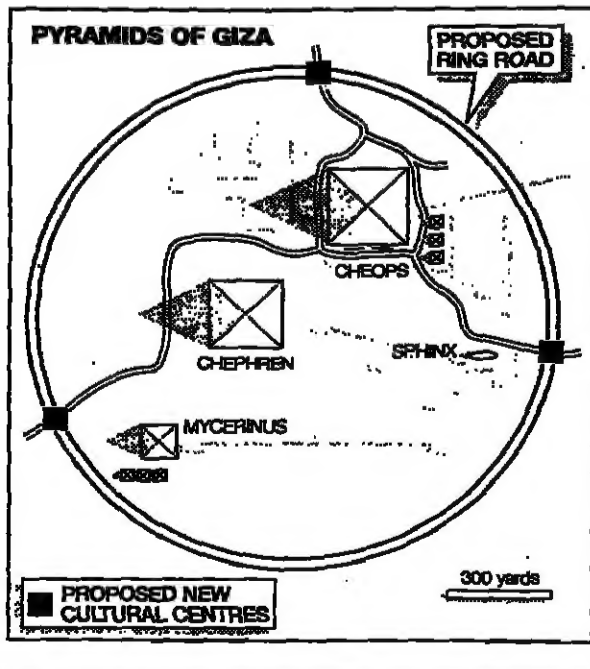 PYRAMIDS OF GIZA
PROPOSED
RING ROAD
CHEOPS
CHEPHREN
SPHINX
MYCERINUS
300 yards
PROPOSED NEW
CULTURAL CENTRES